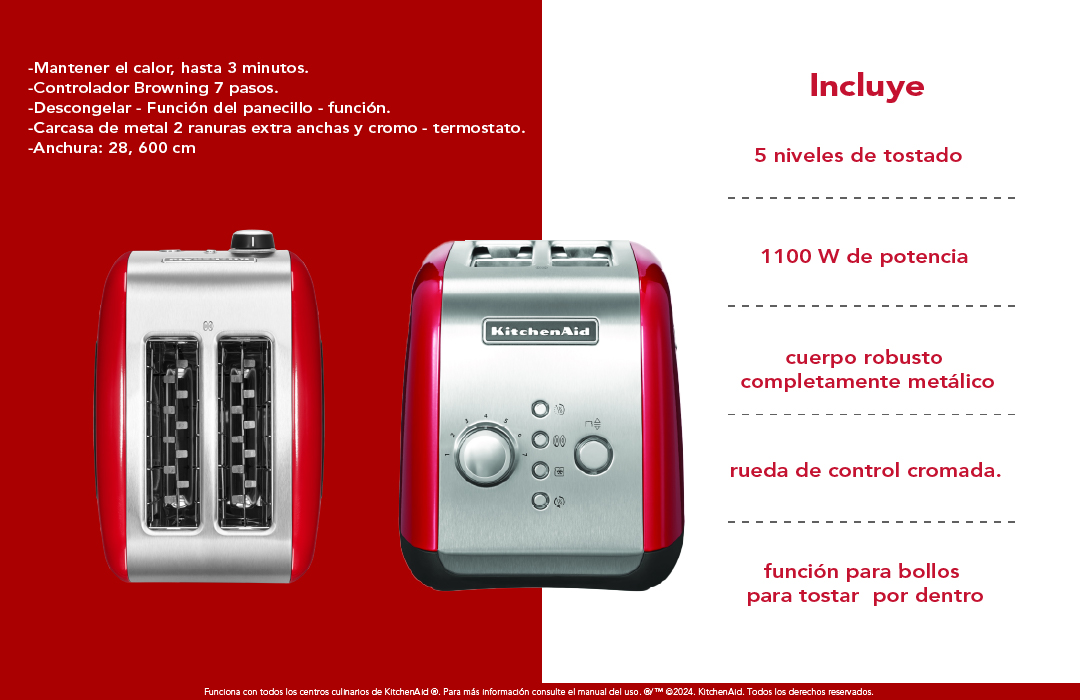 -Mantener el calor, hasta 3 minutos.
-Controlador Browning 7 pasos.
-Descongelar - Función del panecillo - función.
-Carcasa de metal 2 ranuras extra anchas y cromo - termostato.
-Anchura: 28, 600 cm
Incluye
5 niveles de tostado
1100 W de potencia
cuerpo robusto
completamente metálico
rueda de control cromada.
función para bollos
para tostar  por dentro
KitchenAid
KitchenAid
1 2 3 4 5 6 7
Funciona con todos los centros culinarios de KitchenAid ®. Para más información consulte el manual del uso. ®/™ ©2024. KitchenAid. Todos los derechos reservados.